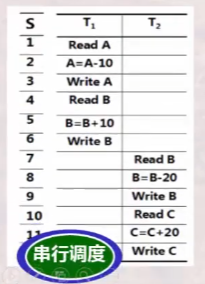 S T₁ T₂
1 Read A
2 A=A-10
3 Write A
4 Read B
5 B=B+10
6 Write B
7 Read B
8 B=B-20
9 Write B
10 Read C
11 C=C+20
Write C
串行调度